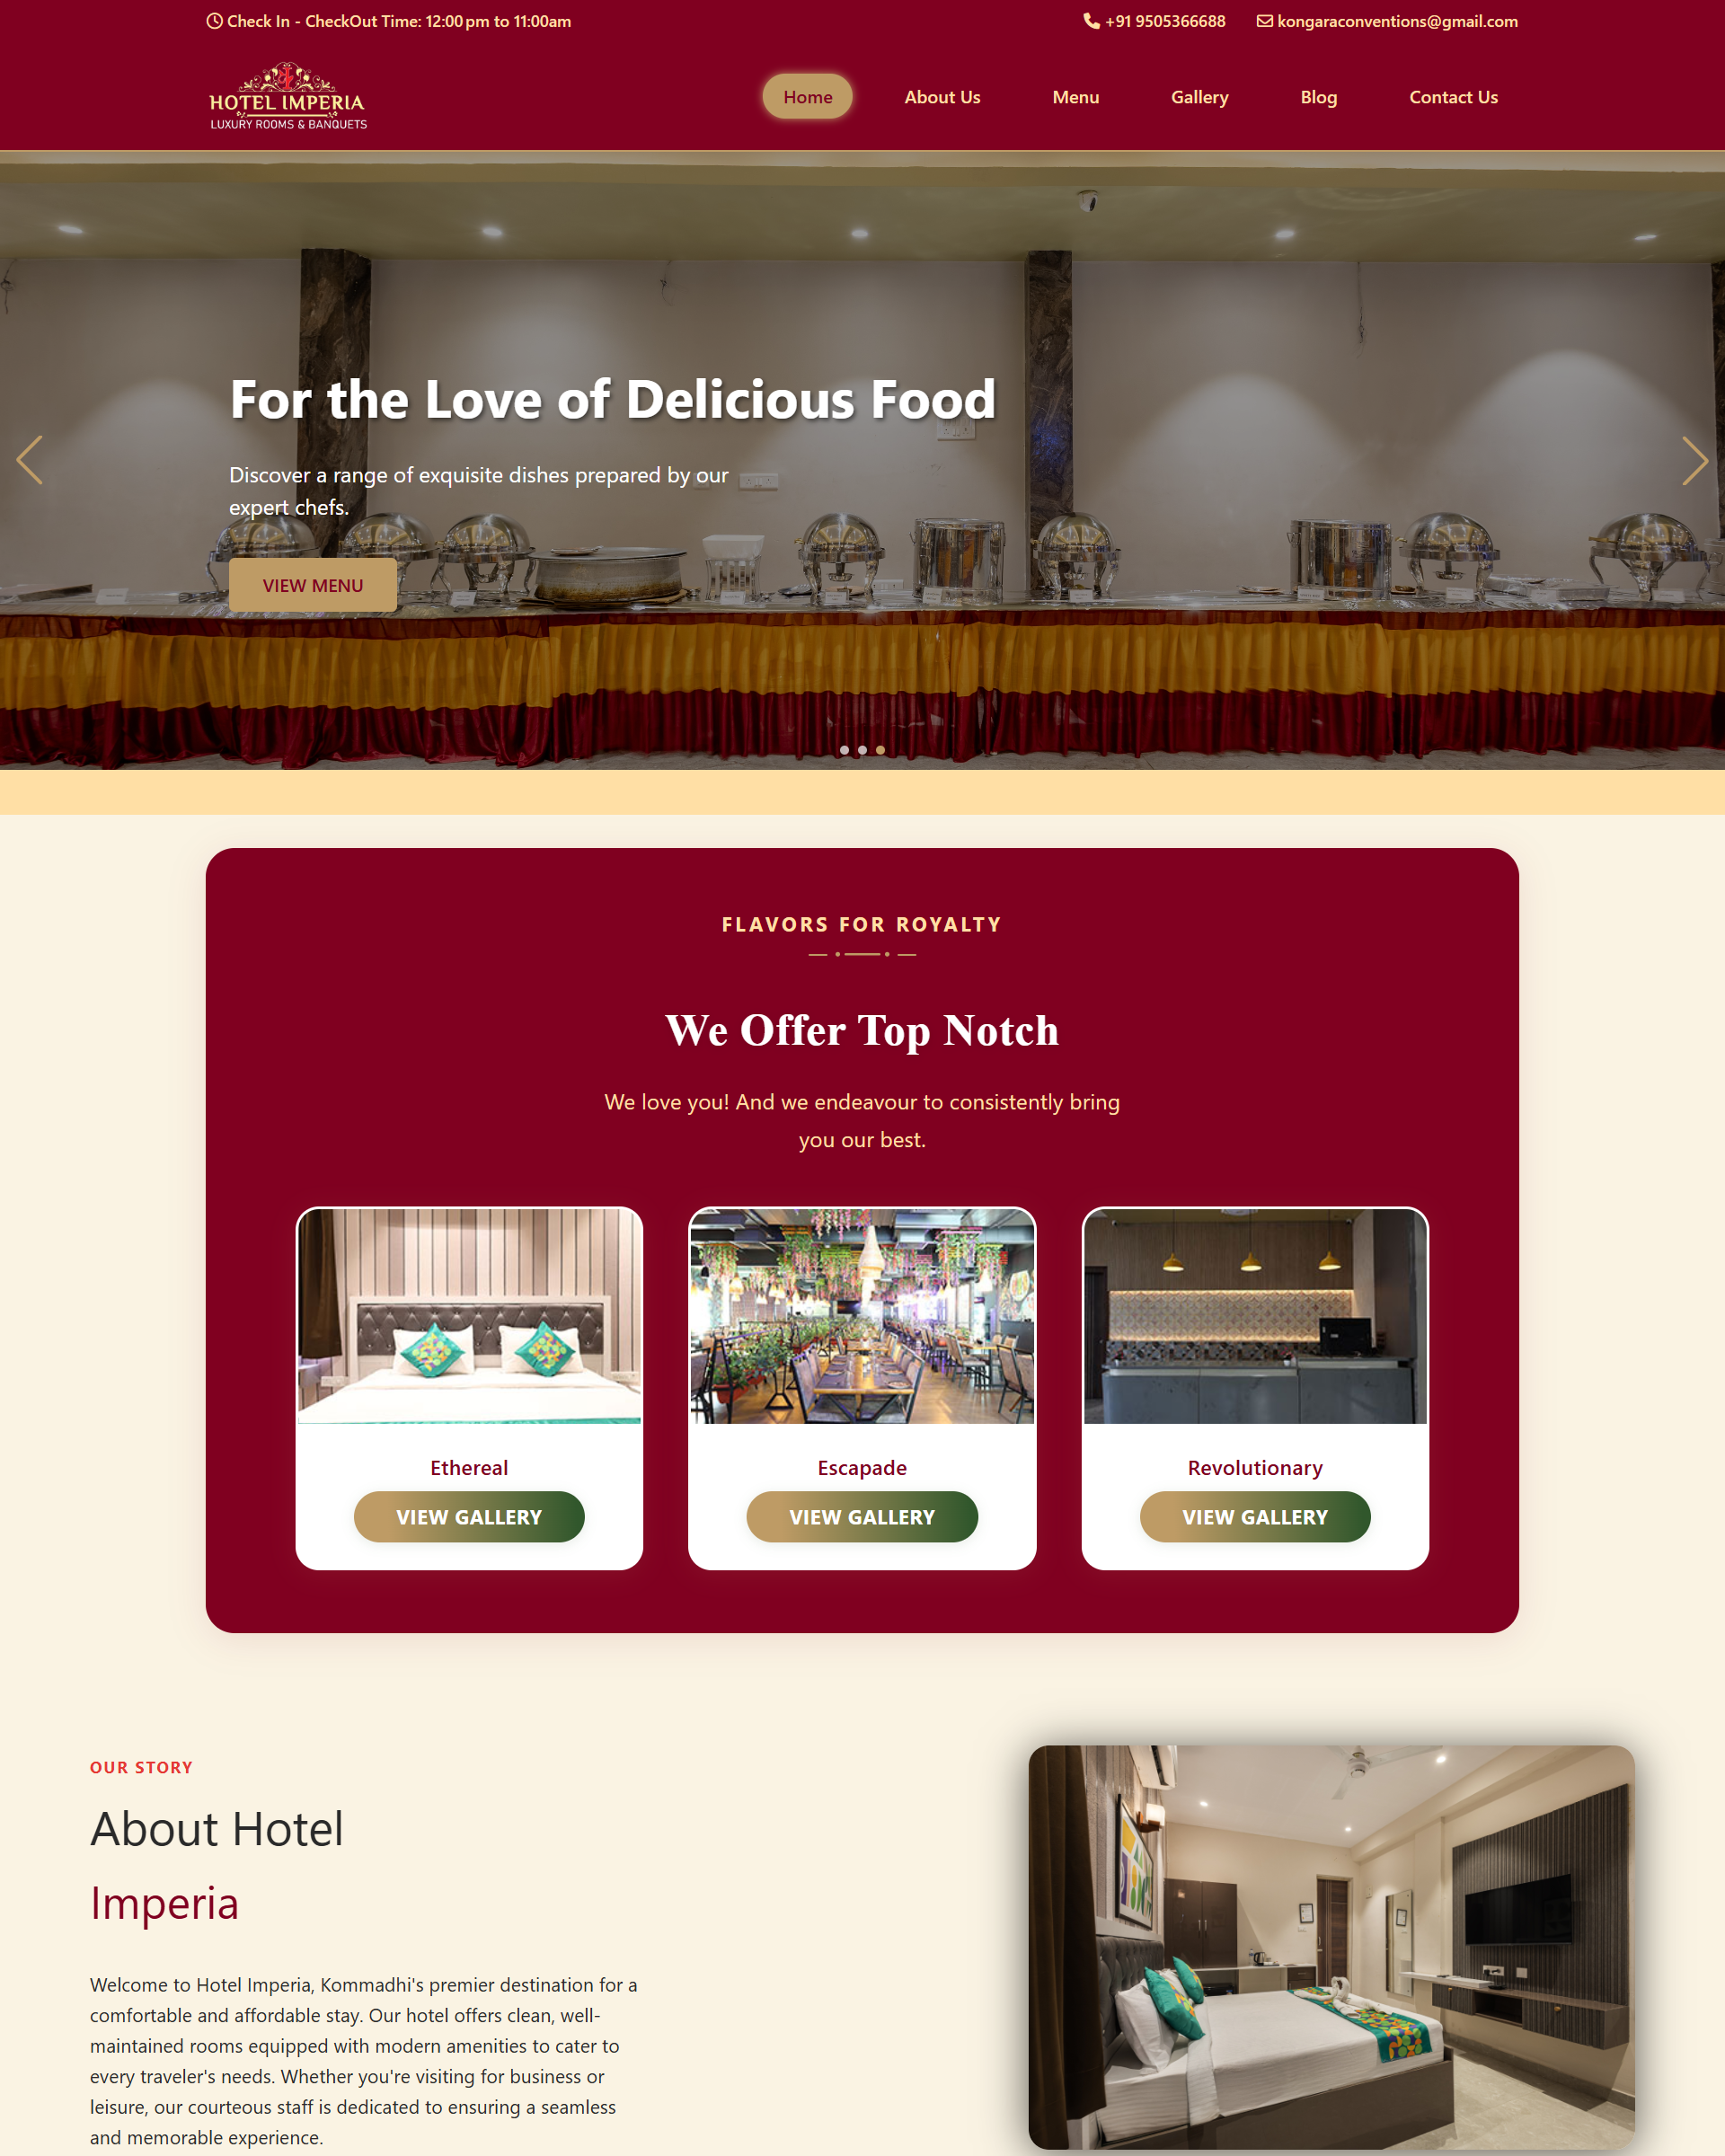 Check In - CheckOut Time: 12:00 pm to 11:00am
+91 9505366688
kongaraconventions@gmail.com
HOTEL IMPERIA
LUXURY ROOMS & BANQUETS
Home
About Us
Menu
Gallery
Blog
Contact Us
For the Love of Delicious Food
Discover a range of exquisite dishes prepared by our
expert chefs.
VIEW MENU
FLAVORS FOR ROYALTY
We Offer Top Notch
We love you! And we endeavour to consistently bring
you our best.
Ethereal
VIEW GALLERY
Escapade
VIEW GALLERY
Revolutionary
VIEW GALLERY
OUR STORY
About Hotel
Imperia
Welcome to Hotel Imperia, Kommadhi's premier destination for a
comfortable and affordable stay. Our hotel offers clean, well-
maintained rooms equipped with modern amenities to cater to
every traveler's needs. Whether you're visiting for business or
leisure, our courteous staff is dedicated to ensuring a seamless
and memorable experience.